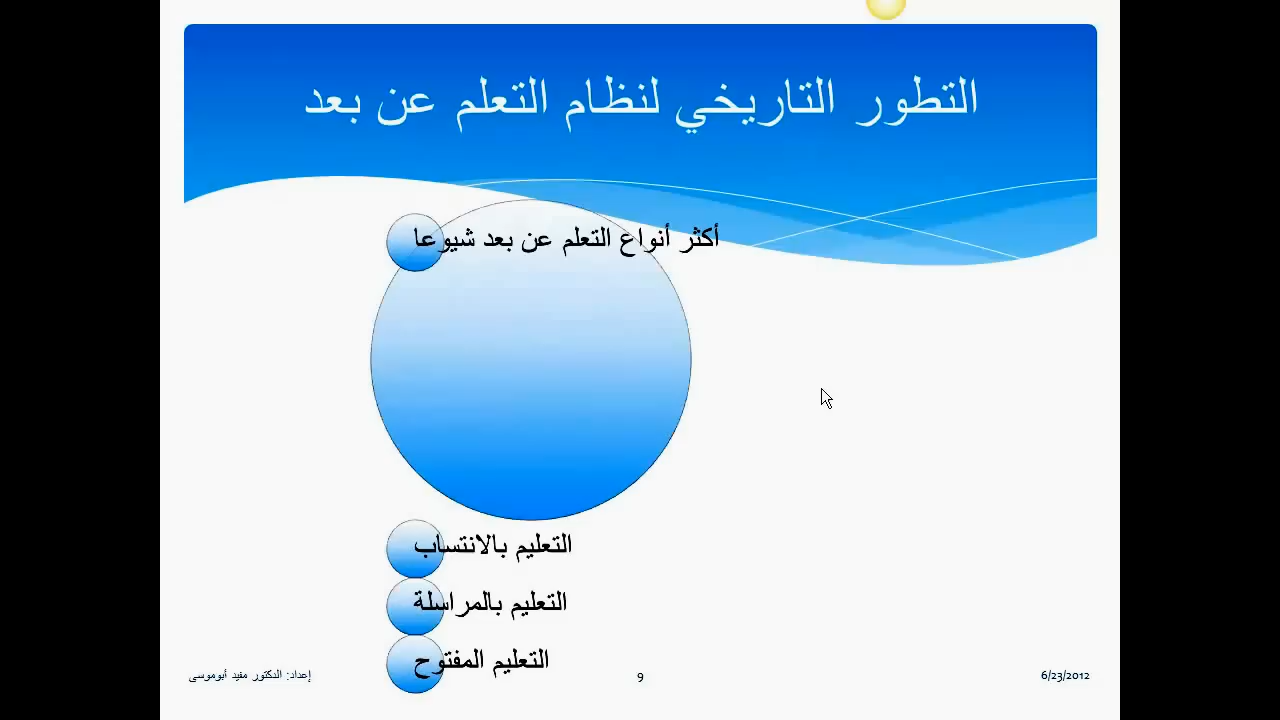 التطور التاريخي لنظام التعلم عن بعد
أكثر أنواع التعلم عن بعد شيوعا
التعليم بالانتساب
التعليم بالمراسلة
التعليم المفتوح
6/23/2012
9
إعداد: الدكتور مفيد أبوموسى